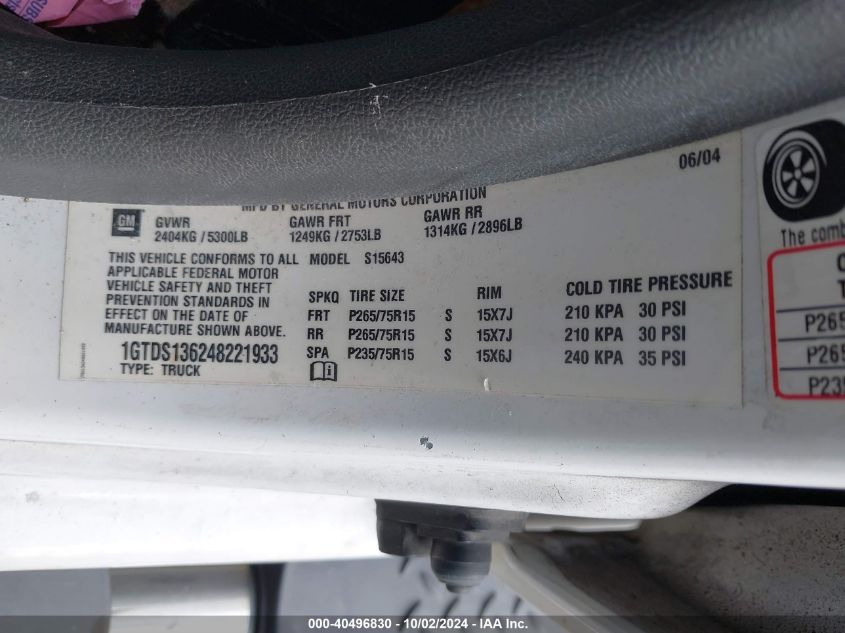 SUBS
06/04
MFD BY GENERAL MOTORS CORPORATION
GM GVWR GAWR FRT GAWR RR
2404KG / 5300LB 1249KG / 2753LB 1314KG / 2896LB
THIS VEHICLE CONFORMS TO ALL MODEL S15643
APPLICABLE FEDERAL MOTOR
VEHICLE SAFETY AND THEFT
PREVENTION STANDARDS IN
EFFECT ON THE DATE OF
MANUFACTURE SHOWN ABOVE.
1GTDS136248221933
TYPE: TRUCK
SPKQ TIRE SIZE RIM COLD TIRE PRESSURE
FRT P265/75R15 S 15X7J 210 KPA 30 PSI
RR P265/75R15 S 15X7J 210 KPA 30 PSI
SPA P235/75R15 S 15X6J 240 KPA 35 PSI
The comb
P265
P265
P235
000-40496830 - 10/02/2024 - IAA Inc.